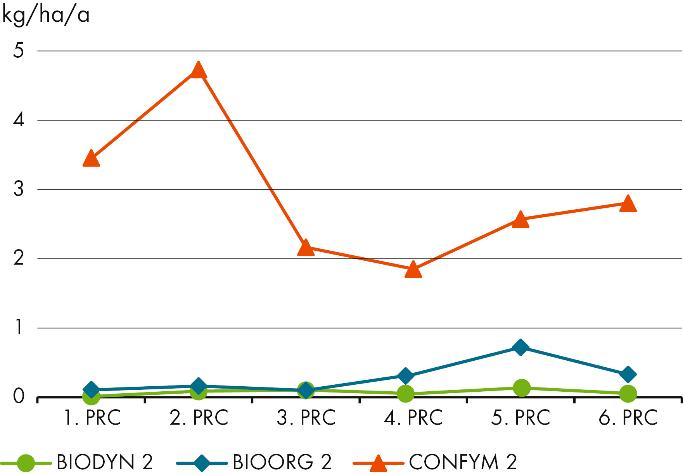 kg/ha/a
5
4
3
2
1
0
1. PRC 2. PRC 3. PRC 4. PRC 5. PRC 6. PRC
BIODYN 2 BIOORG 2 CONFYM 2